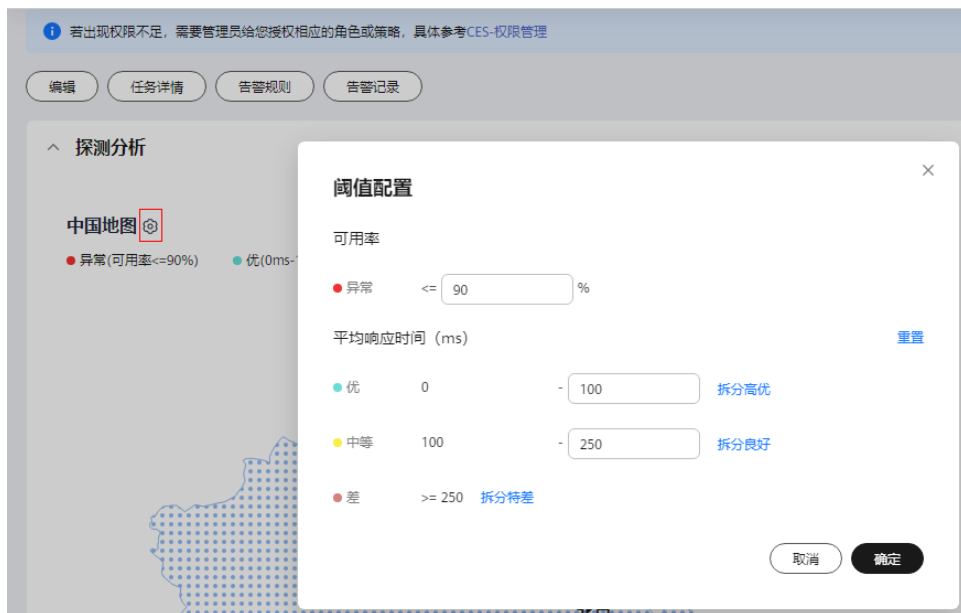 若出现权限不足，需要管理员给您授权相应的角色或策略，具体参考CES-权限管理
编辑 任务详情 告警规则 告警记录
探测分析
中国地图
异常(可用率<=90%) 优(0ms-
阈值配置
可用率
异常 <= 90 %
平均响应时间（ms） 重置
优 0 - 100 拆分高优
中等 100 - 250 拆分良好
差 >= 250 拆分特差
取消 确定